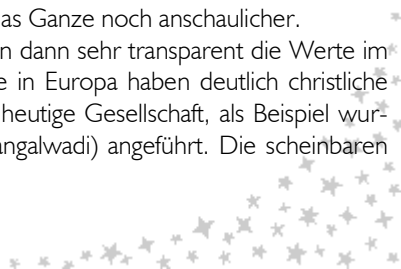 as Ganze noch anschaulicher.
n dann sehr transparent die Werte im
e in Europa haben deutlich christliche
heutige Gesellschaft, als Beispiel wur-
angalwadi) angeführt. Die scheinbaren